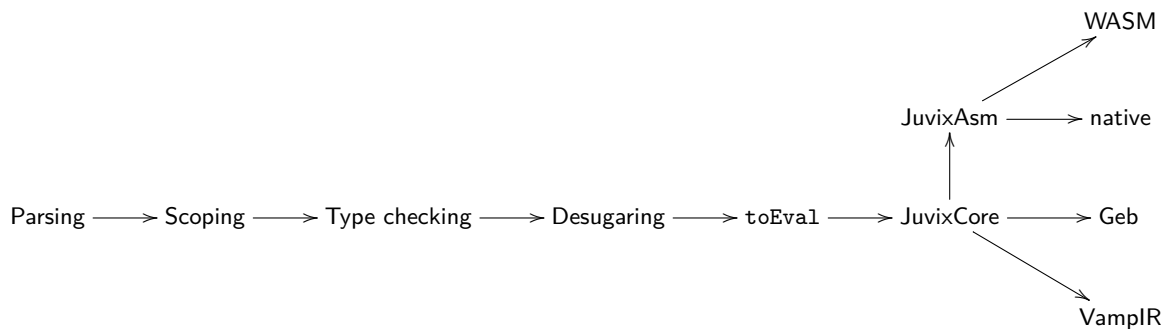 WASM
JuvixAsm native
Parsing Scoping Type checking Desugaring toEval JuvixCore Geb
VampIR